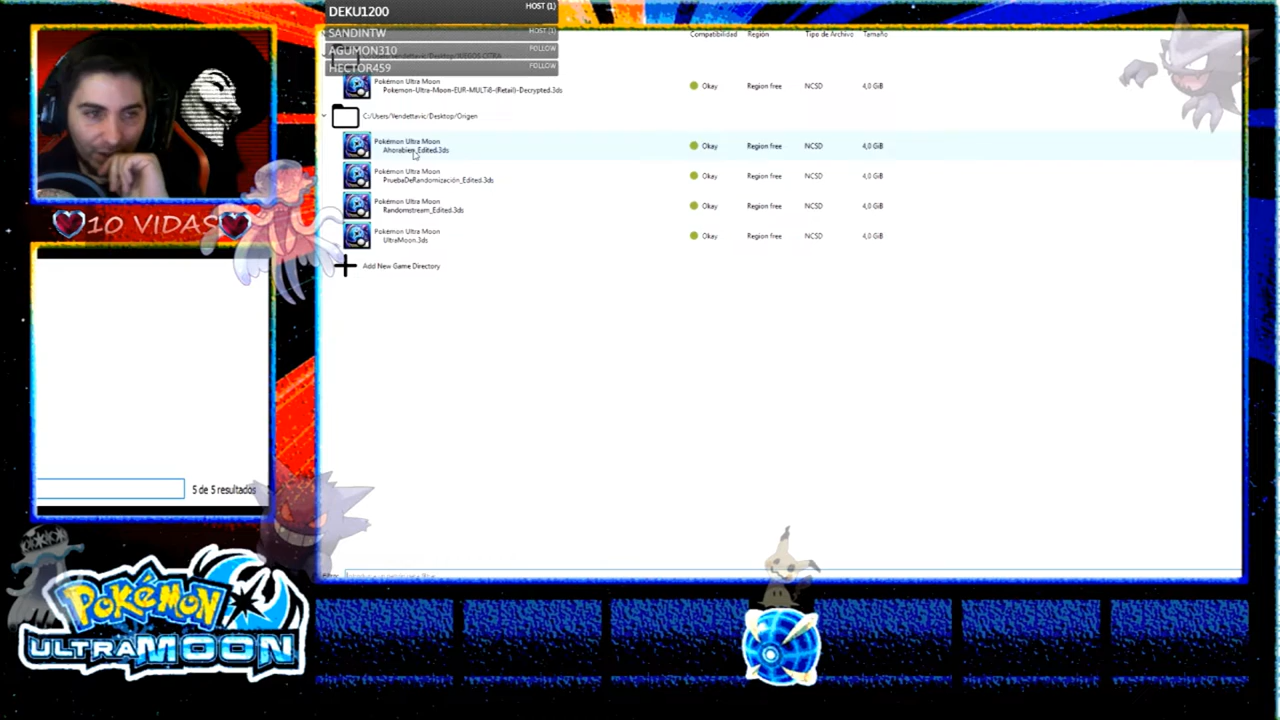 DEKU1200 HOST (1)
SANDINTW HOST (1)
AGUMON310 FOLLOW
HECTOR459 FOLLOW
Compatibilidad Región Tipo de Archivo Tamaño
Pokémon Ultra Moon
Pokemon-Ultra-Moon-EUR-MULTi8-(Retail)-Decrypted.3ds Okay Region free NCSD 4,0 GiB
C:/Users/Vendettavic/Desktop/Origen
Pokémon Ultra Moon
Ahorabien_Edited.3ds Okay Region free NCSD 4,0 GiB
Pokémon Ultra Moon
PruebaDeRandomización_Edited.3ds Okay Region free NCSD 4,0 GiB
Pokémon Ultra Moon
Randomstream_Edited.3ds Okay Region free NCSD 4,0 GiB
Pokémon Ultra Moon
UltraMoon.3ds Okay Region free NCSD 4,0 GiB
Add New Game Directory
10 VIDAS
5 de 5 resultados
POKéMON
ULTRA MOON